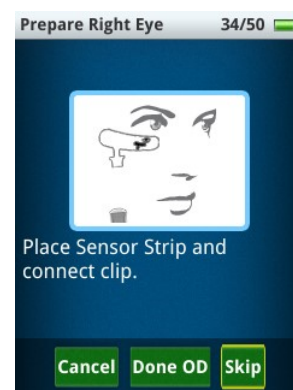 Prepare Right Eye 34/50
Place Sensor Strip and
connect clip.
Cancel Done OD Skip